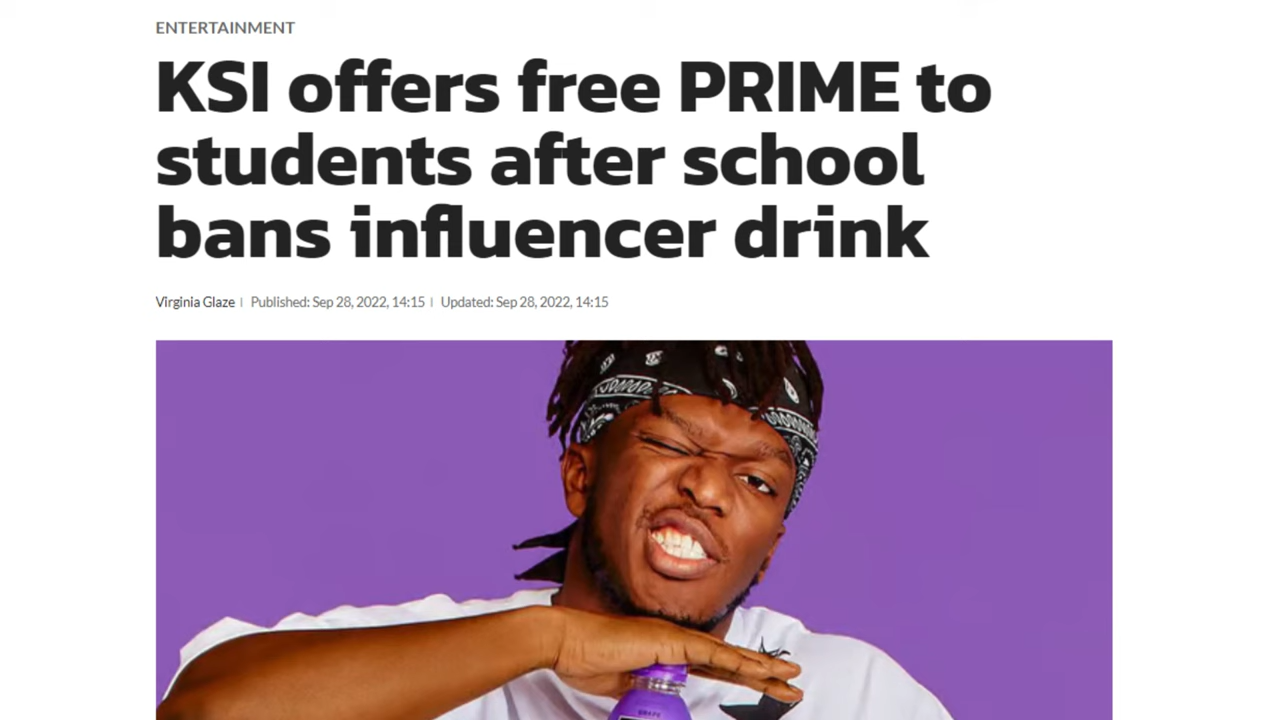 ENTERTAINMENT
KSI offers free PRIME to
students after school
bans influencer drink
Virginia Glaze | Published: Sep 28, 2022, 14:15 | Updated: Sep 28, 2022, 14:15
GRAPE